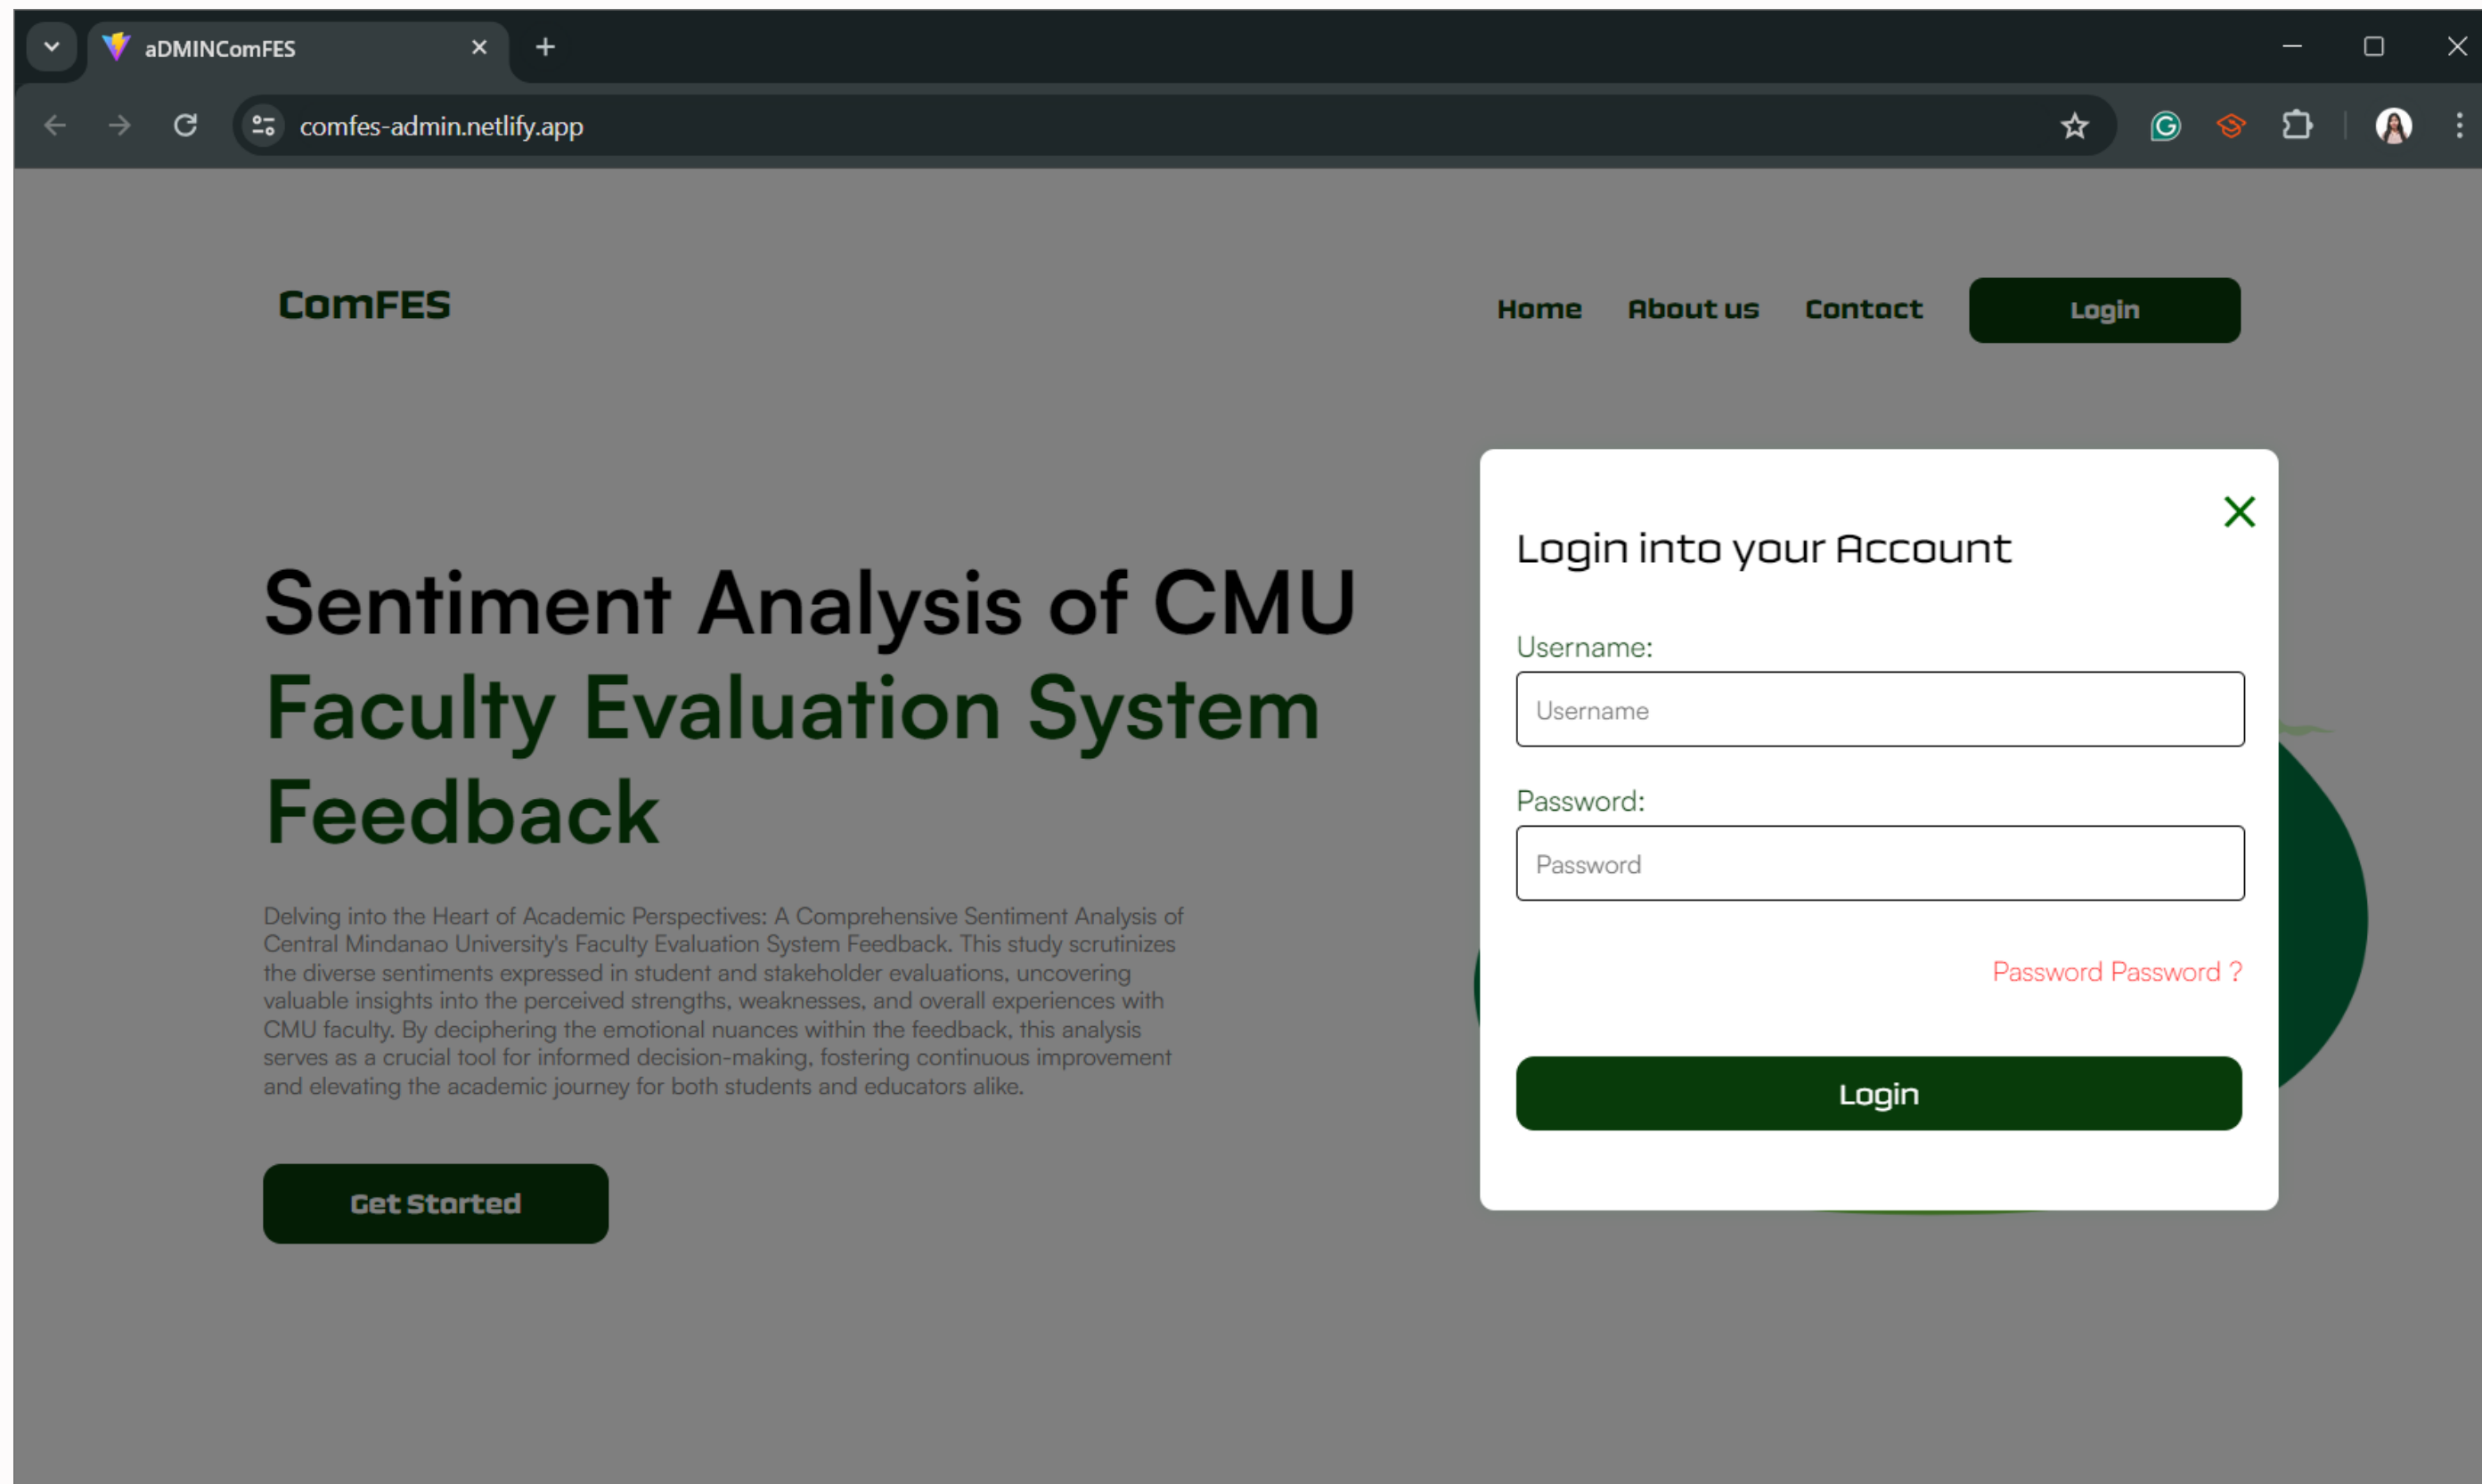 aDMINComFES
comfes-admin.netlify.app
ComFES
Home About us Contact Login
Sentiment Analysis of CMU
Faculty Evaluation System
Feedback
Delving into the Heart of Academic Perspectives: A Comprehensive Sentiment Analysis of
Central Mindanao University's Faculty Evaluation System Feedback. This study scrutinizes
the diverse sentiments expressed in student and stakeholder evaluations, uncovering
valuable insights into the perceived strengths, weaknesses, and overall experiences with
CMU faculty. By deciphering the emotional nuances within the feedback, this analysis
serves as a crucial tool for informed decision-making, fostering continuous improvement
and elevating the academic journey for both students and educators alike.
Get Started
Login into your Account
Username:
Username
Password:
Password
Password Password ?
Login